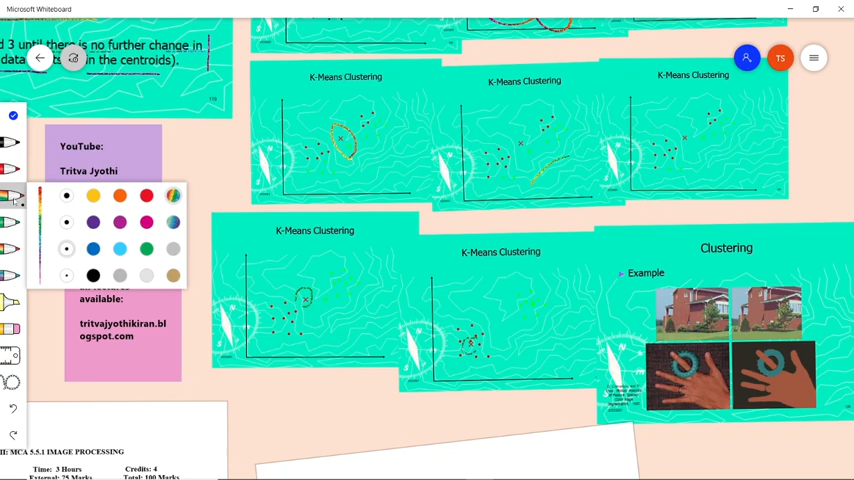 Microsoft Whiteboard
d 3 until there is no further change in
data
in the centroids).
TS
K-Means Clustering
K-Means Clustering
K-Means Clustering
YouTube:
Tritva Jyothi
K-Means Clustering
K-Means Clustering
Clustering
Example
available:
tritvajyothikiran.bl
ogspot.com
II: MCA 5.5.1 IMAGE PROCESSING
Time: 3 Hours
Credits: 4
External: 75 Marks
Total: 100 Marks